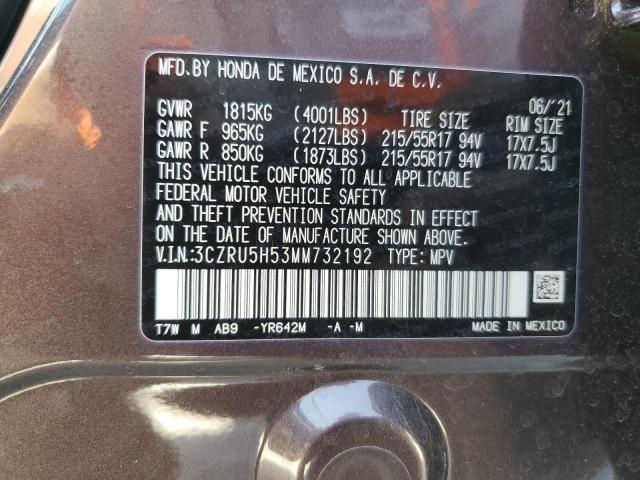 MFD.BY HONDA DE MEXICO S.A. DE C.V.
06/'21
GVWR 1815KG (4001LBS) TIRE SIZE RIM SIZE
GAWR F 965KG (2127LBS) 215/55R17 94V 17X7.5J
GAWR R 850KG (1873LBS) 215/55R17 94V 17X7.5J
THIS VEHICLE CONFORMS TO ALL APPLICABLE
FEDERAL MOTOR VEHICLE SAFETY
AND THEFT PREVENTION STANDARDS IN EFFECT
ON THE DATE OF MANUFACTURE SHOWN ABOVE.
V.I.N:3CZRU5H53MM732192 TYPE: MPV
T7W M AB9 -YR642M -A -M MADE IN MEXICO